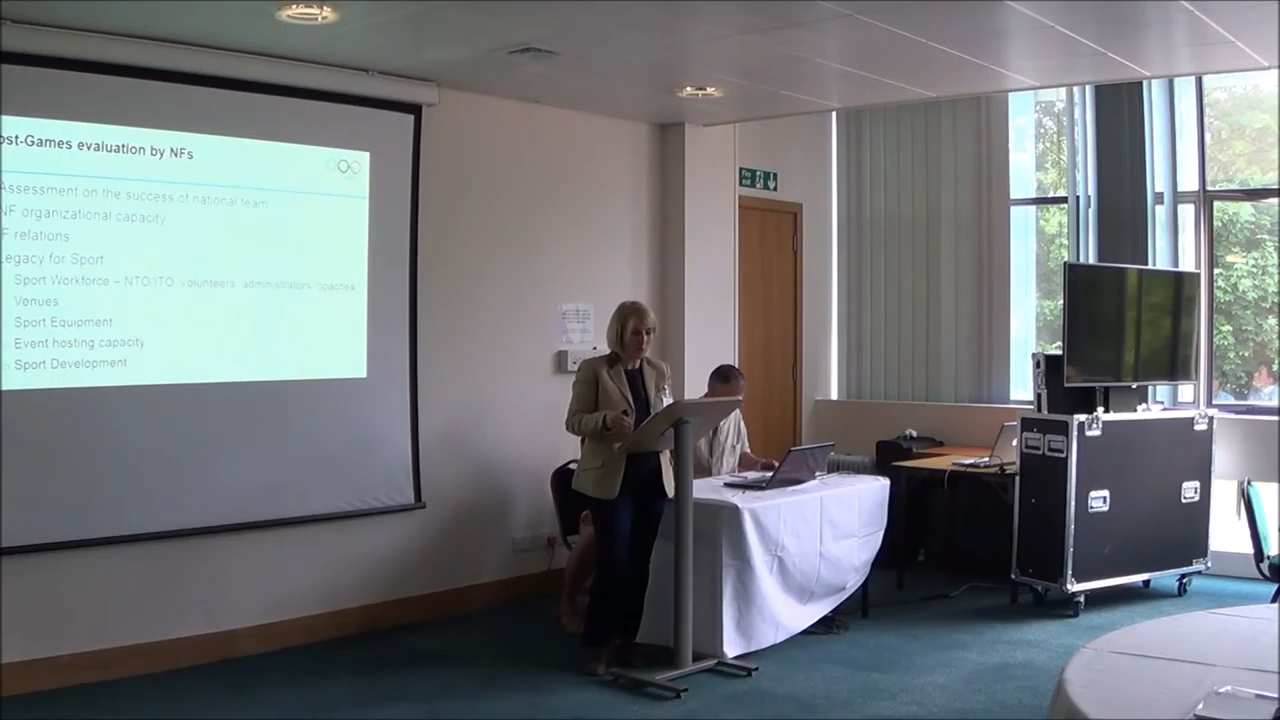 ost-Games evaluation by NFs
Assessment on the success of national team
NF organizational capacity
F relations
Legacy for Sport
Sport Workforce – NTO/ITO, volunteers, administrators, coaches
Venues
Sport Equipment
Event hosting capacity
Sport Development
Fire exit